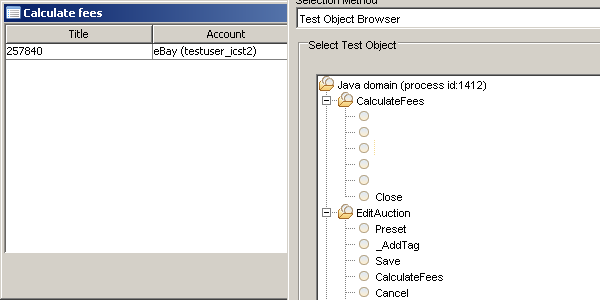 Calculate fees
Title Account
257840 eBay (testuser_icst2)
Selection Method
Test Object Browser
Select Test Object
Java domain (process id:1412)
CalculateFees
Close
EditAuction
Preset
_AddTag
Save
CalculateFees
Cancel